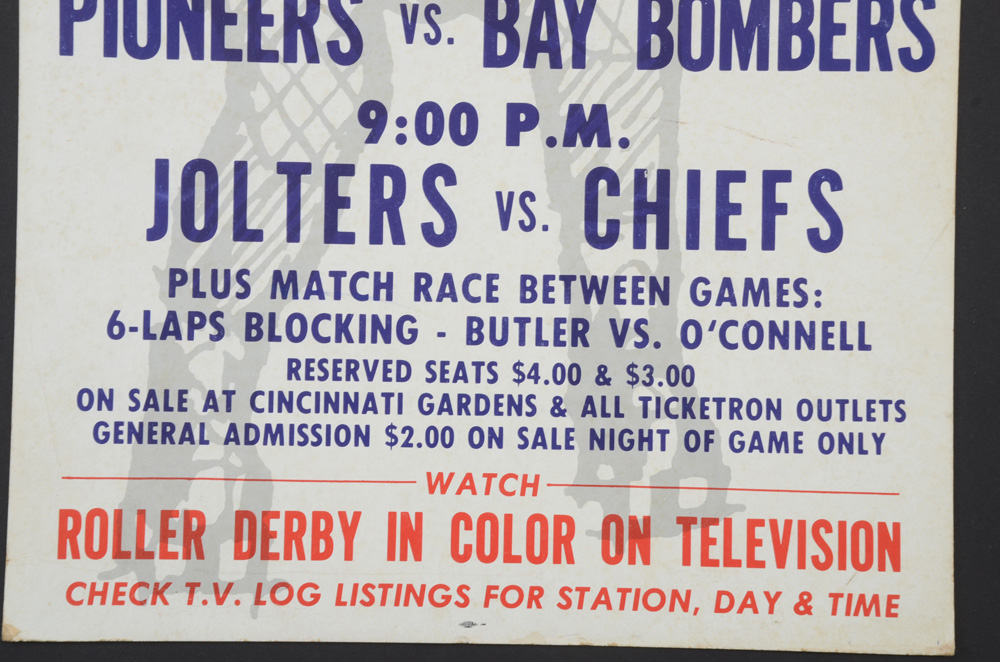 PIONEERS VS. BAY BOMBERS
9:00 P.M.
JOLTERS VS. CHIEFS
PLUS MATCH RACE BETWEEN GAMES:
6-LAPS BLOCKING - BUTLER VS. O'CONNELL
RESERVED SEATS $4.00 & $3.00
ON SALE AT CINCINNATI GARDENS & ALL TICKETRON OUTLETS
GENERAL ADMISSION $2.00 ON SALE NIGHT OF GAME ONLY
WATCH
ROLLER DERBY IN COLOR ON TELEVISION
CHECK T.V. LOG LISTINGS FOR STATION, DAY & TIME